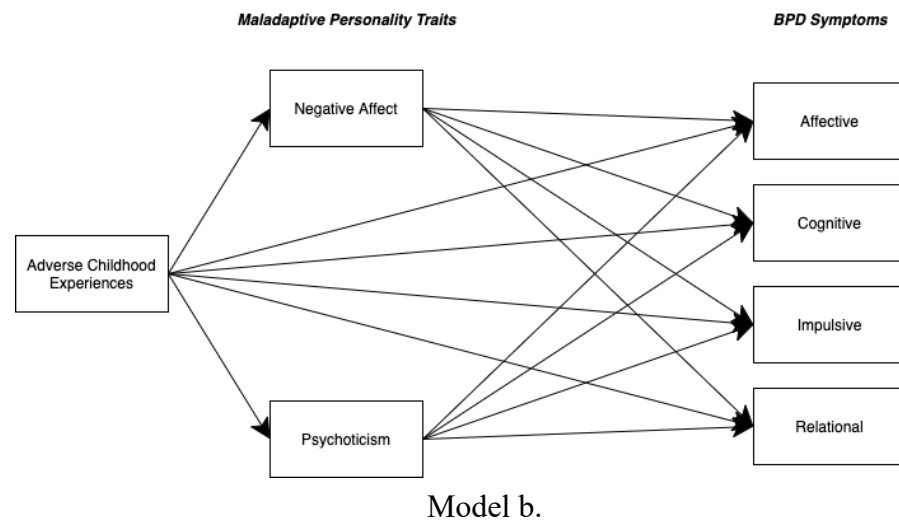 Maladaptive Personality Traits
BPD Symptoms
Negative Affect
Affective
Cognitive
Adverse Childhood
Experiences
Impulsive
Psychoticism
Relational
Model b.